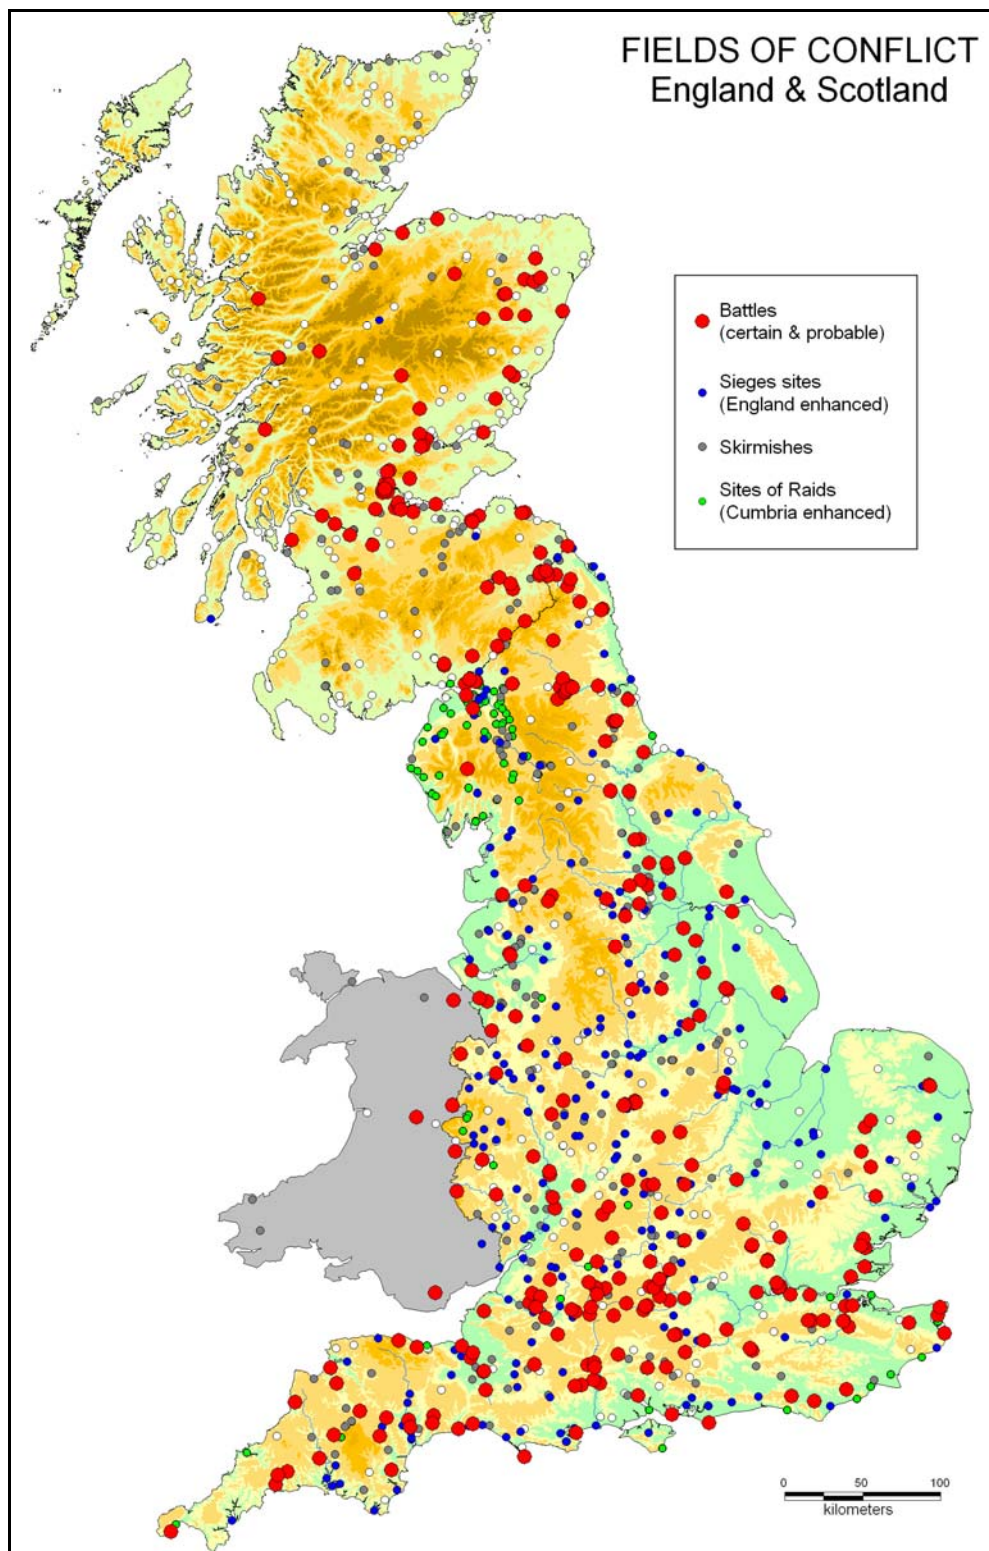 FIELDS OF CONFLICT
England & Scotland
Battles
(certain & probable)
Sieges sites
(England enhanced)
Skirmishes
Sites of Raids
(Cumbria enhanced)
0 50 100
kilometers